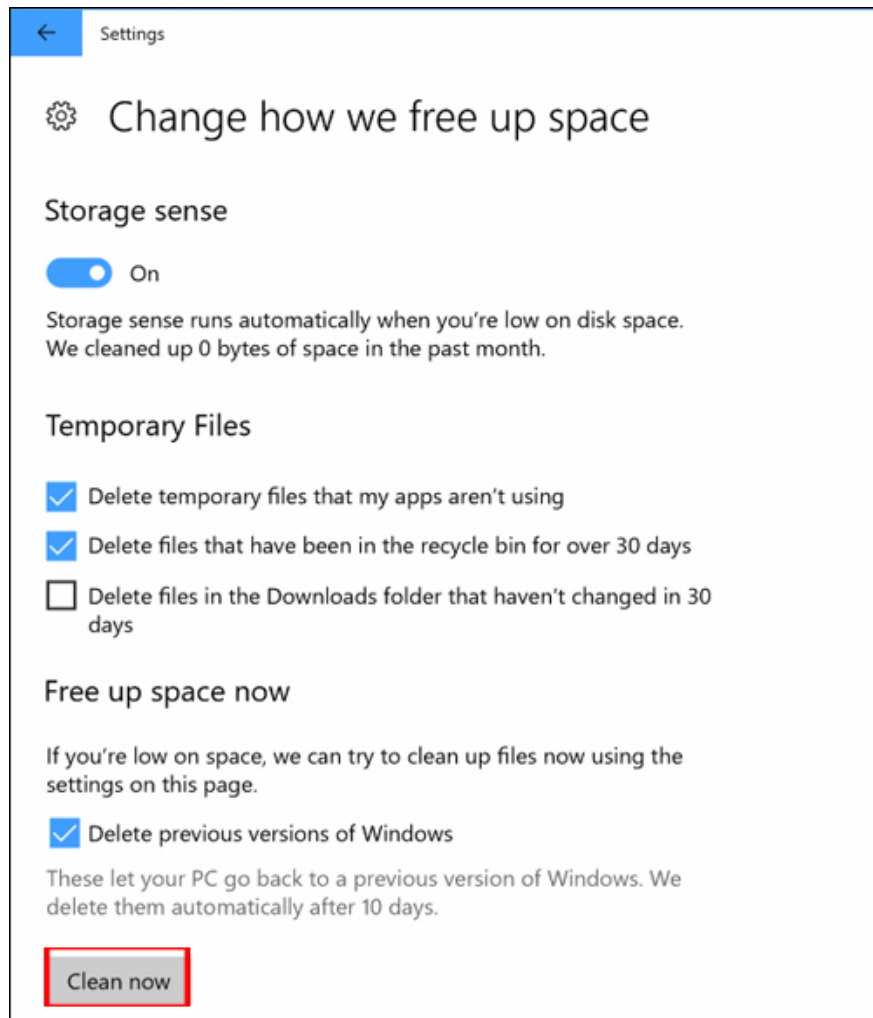 Settings
Change how we free up space
Storage sense
On
Storage sense runs automatically when you're low on disk space.
We cleaned up 0 bytes of space in the past month.
Temporary Files
Delete temporary files that my apps aren't using
Delete files that have been in the recycle bin for over 30 days
Delete files in the Downloads folder that haven't changed in 30
days
Free up space now
If you're low on space, we can try to clean up files now using the
settings on this page.
Delete previous versions of Windows
These let your PC go back to a previous version of Windows. We
delete them automatically after 10 days.
Clean now